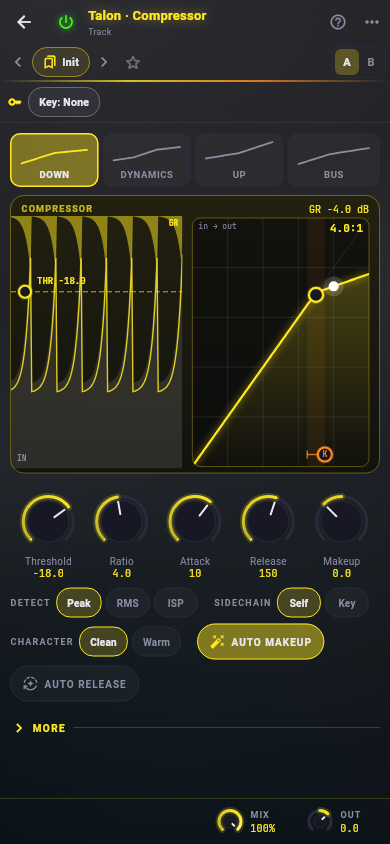 Talon · Compressor
Track
Init
A B
Key: None
DOWN DYNAMICS UP BUS
COMPRESSOR GR -4.0 dB
GR in → out 4.0:1
THR -18.0
IN K
Threshold Ratio Attack Release Makeup
-18.0 4.0 10 150 0.0
DETECT Peak RMS ISP SIDECHAIN Self Key
CHARACTER Clean Warm AUTO MAKEUP
AUTO RELEASE
MORE
MIX OUT
100% 0.0